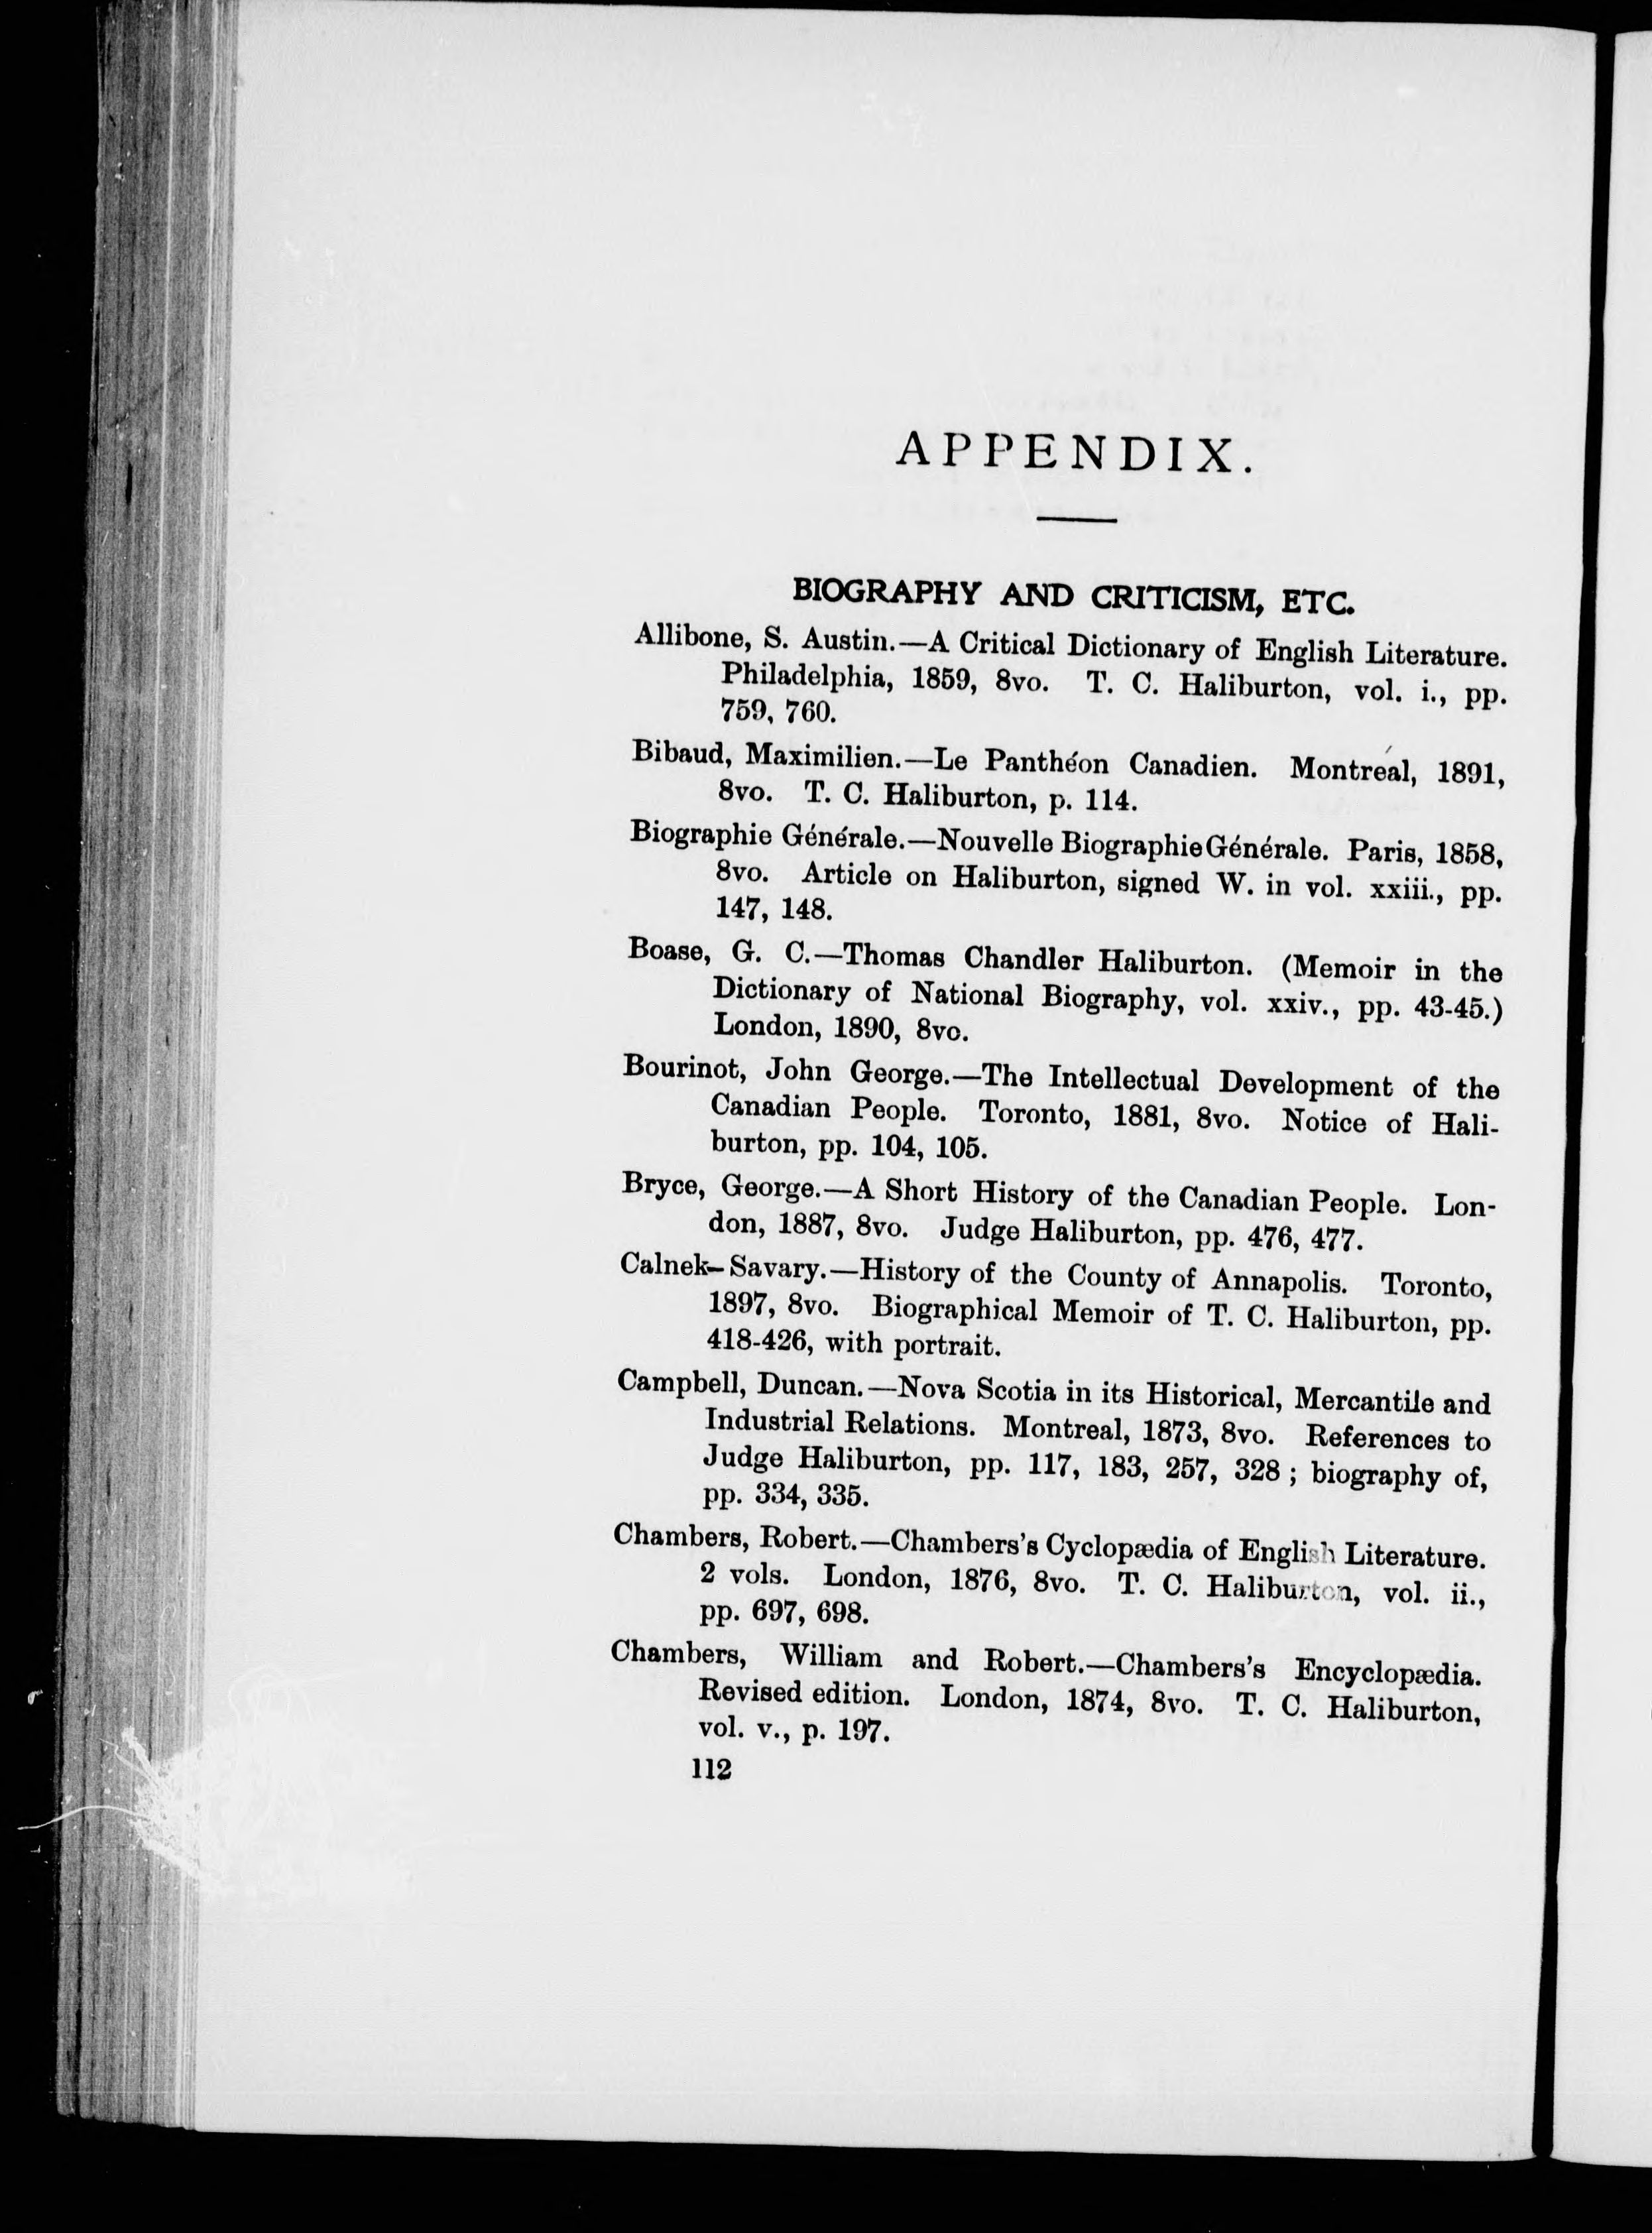 APPENDIX.
BIOGRAPHY AND CRITICISM, ETC.
Allibone, S. Austin.—A Critical Dictionary of English Literature.
Philadelphia, 1859, 8vo. T. C. Haliburton, vol. i., pp.
759, 760.
Bibaud, Maximilien.—Le Panthéon Canadien. Montréal, 1891,
8vo. T. C. Haliburton, p. 114.
Biographie Générale.—Nouvelle Biographie Générale. Paris, 1858,
8vo. Article on Haliburton, signed W. in vol. xxiii., pp.
147, 148.
Boase, G. C.—Thomas Chandler Haliburton. (Memoir in the
Dictionary of National Biography, vol. xxiv., pp. 43-45.)
London, 1890, 8vo.
Bourinot, John George.—The Intellectual Development of the
Canadian People. Toronto, 1881, 8vo. Notice of Hali-
burton, pp. 104, 105.
Bryce, George.—A Short History of the Canadian People. Lon-
don, 1887, 8vo. Judge Haliburton, pp. 476, 477.
Calnek-Savary.—History of the County of Annapolis. Toronto,
1897, 8vo. Biographical Memoir of T. C. Haliburton, pp.
418-426, with portrait.
Campbell, Duncan.—Nova Scotia in its Historical, Mercantile and
Industrial Relations. Montreal, 1873, 8vo. References to
Judge Haliburton, pp. 117, 183, 257, 328 ; biography of,
pp. 334, 335.
Chambers, Robert.—Chambers's Cyclopædia of English Literature.
2 vols. London, 1876, 8vo. T. C. Haliburton, vol. ii.,
pp. 697, 698.
Chambers, William and Robert.—Chambers's Encyclopædia.
Revised edition. London, 1874, 8vo. T. C. Haliburton,
vol. v., p. 197.
112